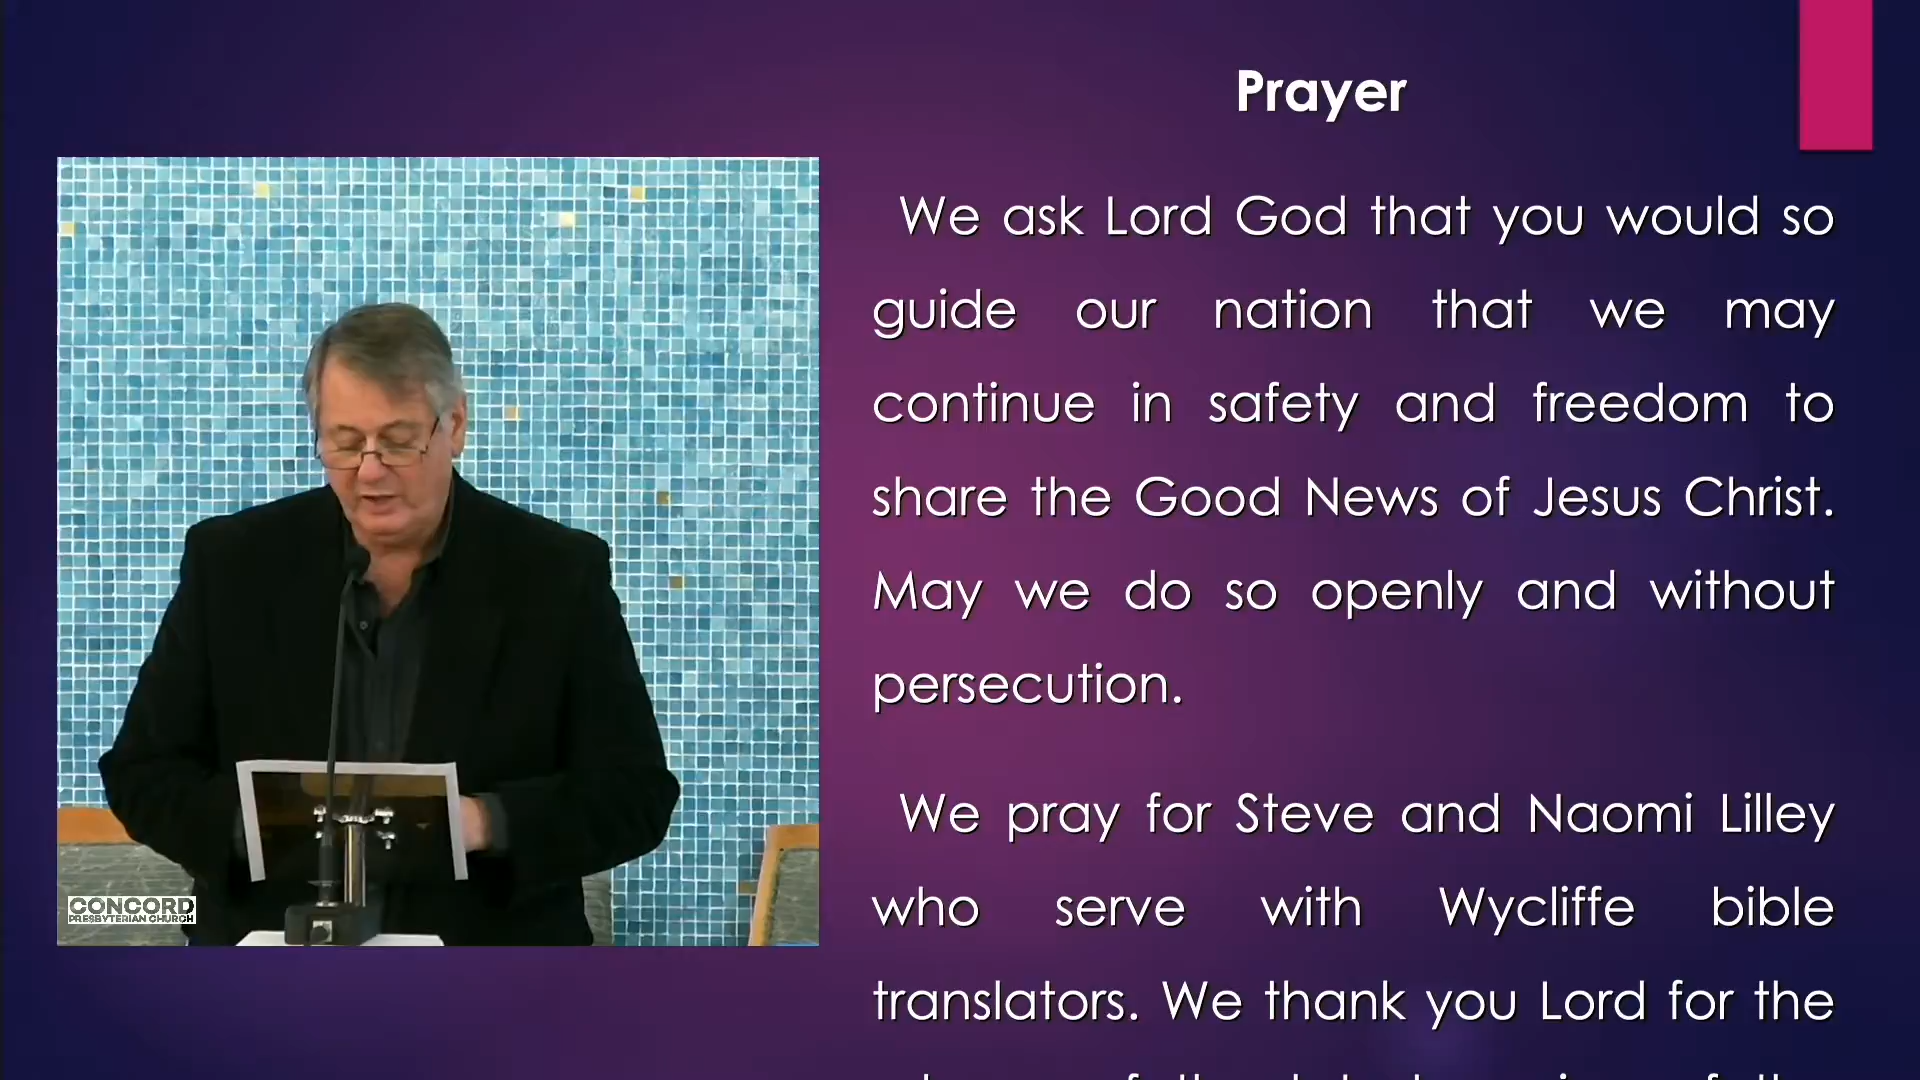 Prayer
We ask Lord God that you would so
guide our nation that we may
continue in safety and freedom to
share the Good News of Jesus Christ.
May we do so openly and without
persecution.
We pray for Steve and Naomi Lilley
who serve with Wycliffe bible
translators. We thank you Lord for the
CONCORD
PRESBYTERIAN CHURCH